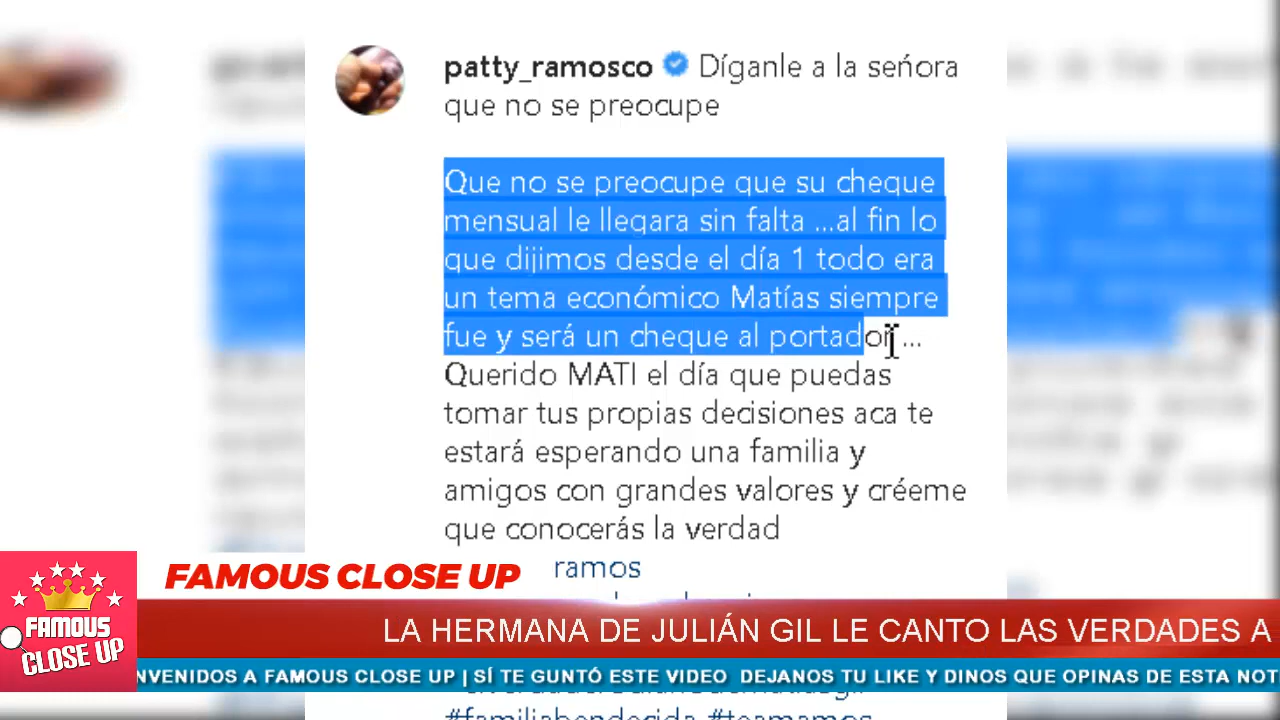 patty_ramosco Díganle a la señora
que no se preocupe
Que no se preocupe que su cheque
mensual le llegara sin falta ...al fin lo
que dijimos desde el día 1 todo era
un tema económico Matías siempre
fue y será un cheque al portador...
Querido MATI el día que puedas
tomar tus propias decisiones aca te
estará esperando una familia y
amigos con grandes valores y créeme
que conocerás la verdad
ramos
FAMOUS CLOSE UP
LA HERMANA DE JULIÁN GIL LE CANTO LAS VERDADES A
FAMOUS
CLOSE UP
NVENIDOS A FAMOUS CLOSE UP | SÍ TE GUNTÓ ESTE VIDEO DEJANOS TU LIKE Y DINOS QUE OPINAS DE ESTA NOT
#familiabendecida #teamamos